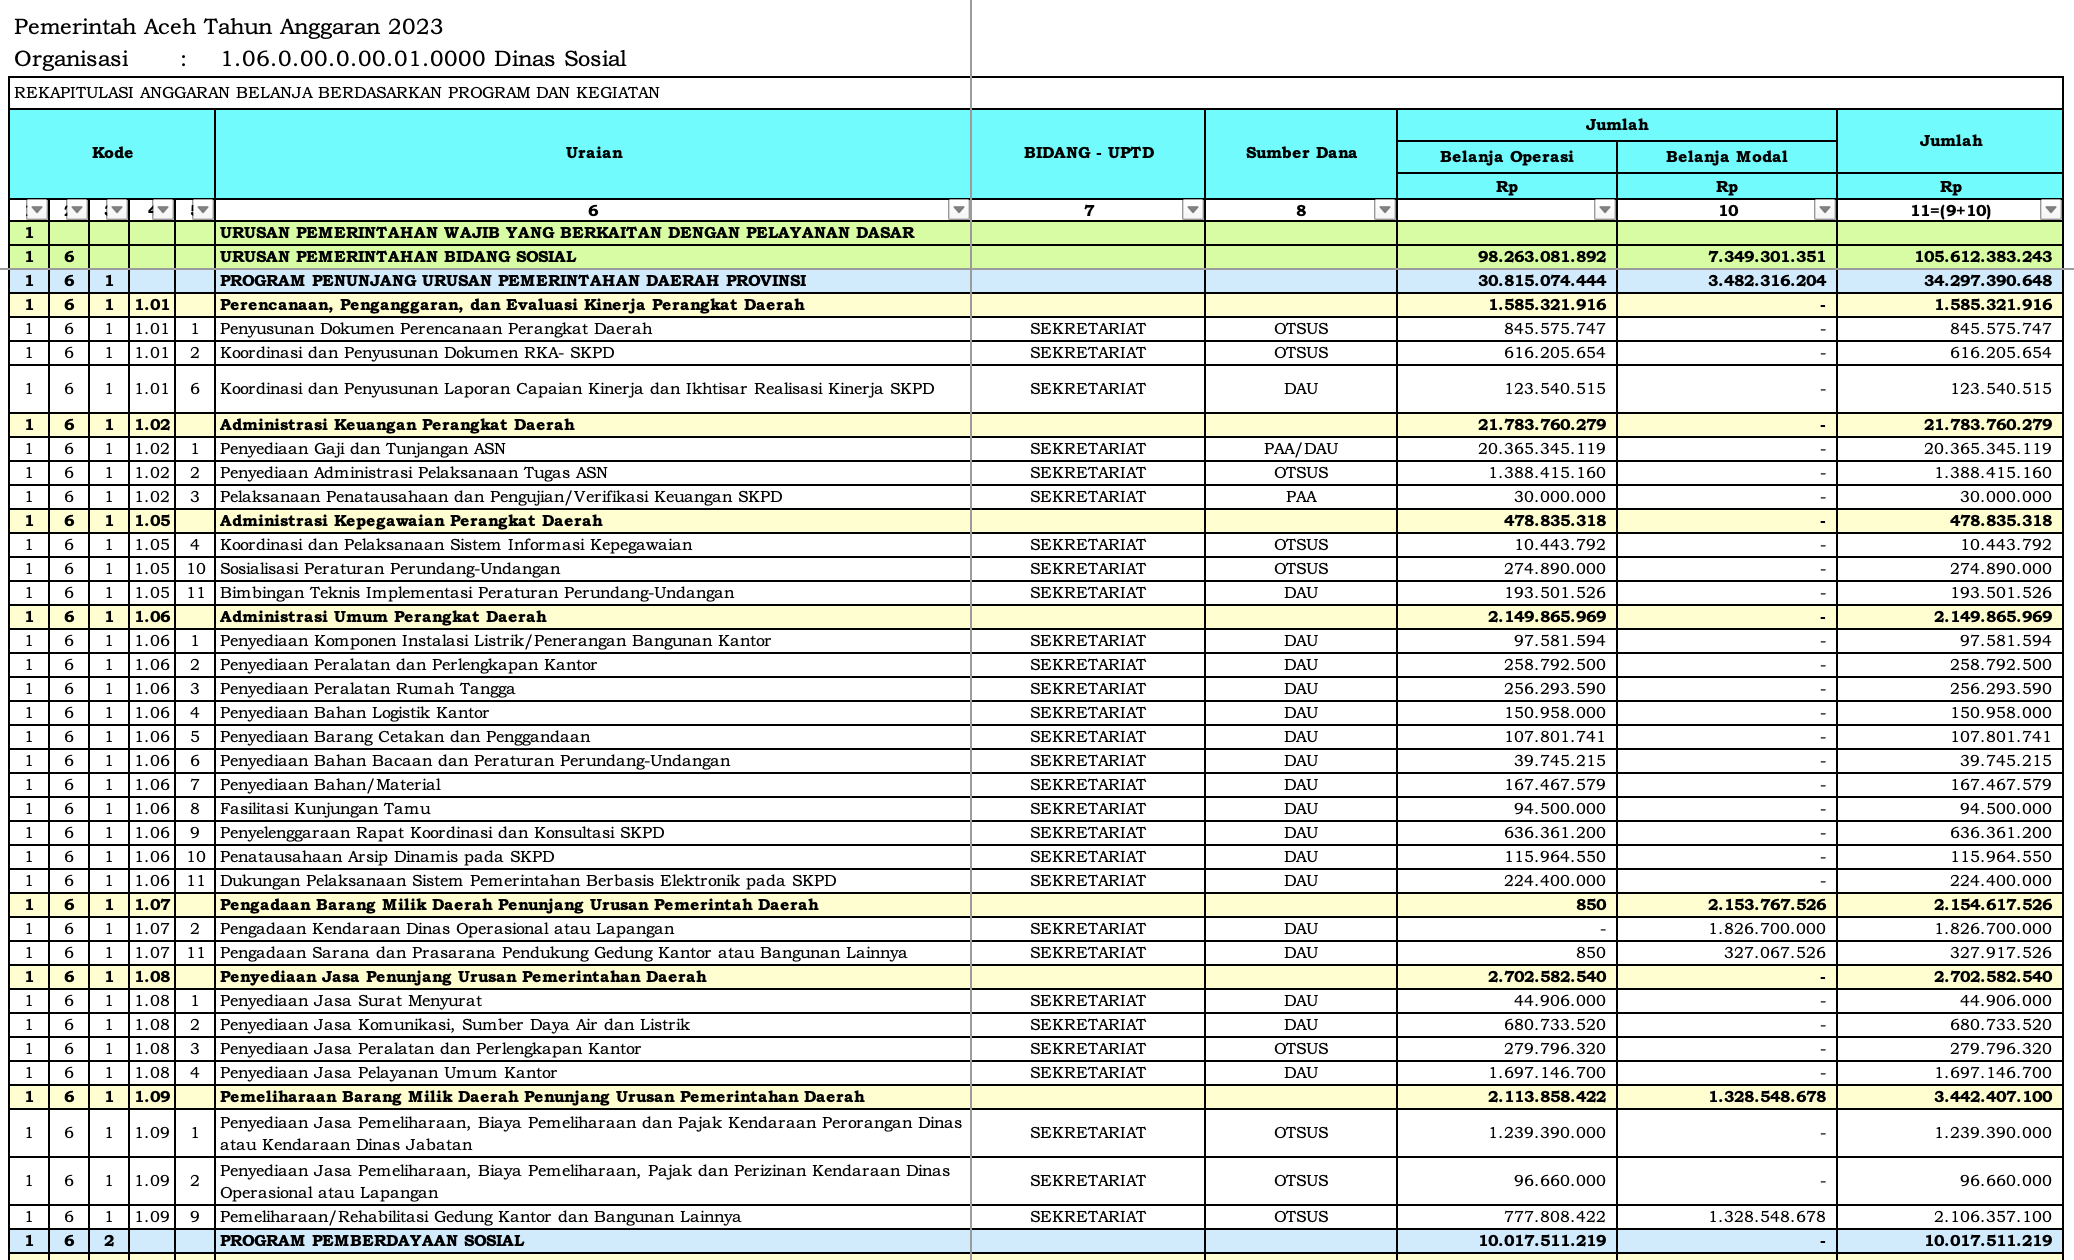 Pemerintah Aceh Tahun Anggaran 2023
Organisasi : 1.06.0.00.0.00.01.0000 Dinas Sosial
REKAPITULASI ANGGARAN BELANJA BERDASARKAN PROGRAM DAN KEGIATAN
Kode Uraian BIDANG - UPTD Sumber Dana Jumlah Jumlah
Belanja Operasi Belanja Modal
Rp Rp Rp
4 6 7 8 10 11=(9+10)
1 URUSAN PEMERINTAHAN WAJIB YANG BERKAITAN DENGAN PELAYANAN DASAR
1 6 URUSAN PEMERINTAHAN BIDANG SOSIAL 98.263.081.892 7.349.301.351 105.612.383.243
1 6 1 PROGRAM PENUNJANG URUSAN PEMERINTAHAN DAERAH PROVINSI 30.815.074.444 3.482.316.204 34.297.390.648
1 6 1 1.01 Perencanaan, Penganggaran, dan Evaluasi Kinerja Perangkat Daerah 1.585.321.916 - 1.585.321.916
1 6 1 1.01 1 Penyusunan Dokumen Perencanaan Perangkat Daerah SEKRETARIAT OTSUS 845.575.747 - 845.575.747
1 6 1 1.01 2 Koordinasi dan Penyusunan Dokumen RKA- SKPD SEKRETARIAT OTSUS 616.205.654 - 616.205.654
1 6 1 1.01 6 Koordinasi dan Penyusunan Laporan Capaian Kinerja dan Ikhtisar Realisasi Kinerja SKPD SEKRETARIAT DAU 123.540.515 - 123.540.515
1 6 1 1.02 Administrasi Keuangan Perangkat Daerah 21.783.760.279 - 21.783.760.279
1 6 1 1.02 1 Penyediaan Gaji dan Tunjangan ASN SEKRETARIAT PAA/DAU 20.365.345.119 - 20.365.345.119
1 6 1 1.02 2 Penyediaan Administrasi Pelaksanaan Tugas ASN SEKRETARIAT OTSUS 1.388.415.160 - 1.388.415.160
1 6 1 1.02 3 Pelaksanaan Penatausahaan dan Pengujian/Verifikasi Keuangan SKPD SEKRETARIAT PAA 30.000.000 - 30.000.000
1 6 1 1.05 Administrasi Kepegawaian Perangkat Daerah 478.835.318 - 478.835.318
1 6 1 1.05 4 Koordinasi dan Pelaksanaan Sistem Informasi Kepegawaian SEKRETARIAT OTSUS 10.443.792 - 10.443.792
1 6 1 1.05 10 Sosialisasi Peraturan Perundang-Undangan SEKRETARIAT OTSUS 274.890.000 - 274.890.000
1 6 1 1.05 11 Bimbingan Teknis Implementasi Peraturan Perundang-Undangan SEKRETARIAT DAU 193.501.526 - 193.501.526
1 6 1 1.06 Administrasi Umum Perangkat Daerah 2.149.865.969 - 2.149.865.969
1 6 1 1.06 1 Penyediaan Komponen Instalasi Listrik/Penerangan Bangunan Kantor SEKRETARIAT DAU 97.581.594 - 97.581.594
1 6 1 1.06 2 Penyediaan Peralatan dan Perlengkapan Kantor SEKRETARIAT DAU 258.792.500 - 258.792.500
1 6 1 1.06 3 Penyediaan Peralatan Rumah Tangga SEKRETARIAT DAU 256.293.590 - 256.293.590
1 6 1 1.06 4 Penyediaan Bahan Logistik Kantor SEKRETARIAT DAU 150.958.000 - 150.958.000
1 6 1 1.06 5 Penyediaan Barang Cetakan dan Penggandaan SEKRETARIAT DAU 107.801.741 - 107.801.741
1 6 1 1.06 6 Penyediaan Bahan Bacaan dan Peraturan Perundang-Undangan SEKRETARIAT DAU 39.745.215 - 39.745.215
1 6 1 1.06 7 Penyediaan Bahan/Material SEKRETARIAT DAU 167.467.579 - 167.467.579
1 6 1 1.06 8 Fasilitasi Kunjungan Tamu SEKRETARIAT DAU 94.500.000 - 94.500.000
1 6 1 1.06 9 Penyelenggaraan Rapat Koordinasi dan Konsultasi SKPD SEKRETARIAT DAU 636.361.200 - 636.361.200
1 6 1 1.06 10 Penatausahaan Arsip Dinamis pada SKPD SEKRETARIAT DAU 115.964.550 - 115.964.550
1 6 1 1.06 11 Dukungan Pelaksanaan Sistem Pemerintahan Berbasis Elektronik pada SKPD SEKRETARIAT DAU 224.400.000 - 224.400.000
1 6 1 1.07 Pengadaan Barang Milik Daerah Penunjang Urusan Pemerintah Daerah 850 2.153.767.526 2.154.617.526
1 6 1 1.07 2 Pengadaan Kendaraan Dinas Operasional atau Lapangan SEKRETARIAT DAU - 1.826.700.000 1.826.700.000
1 6 1 1.07 11 Pengadaan Sarana dan Prasarana Pendukung Gedung Kantor atau Bangunan Lainnya SEKRETARIAT DAU 850 327.067.526 327.917.526
1 6 1 1.08 Penyediaan Jasa Penunjang Urusan Pemerintahan Daerah 2.702.582.540 - 2.702.582.540
1 6 1 1.08 1 Penyediaan Jasa Surat Menyurat SEKRETARIAT DAU 44.906.000 - 44.906.000
1 6 1 1.08 2 Penyediaan Jasa Komunikasi, Sumber Daya Air dan Listrik SEKRETARIAT DAU 680.733.520 - 680.733.520
1 6 1 1.08 3 Penyediaan Jasa Peralatan dan Perlengkapan Kantor SEKRETARIAT OTSUS 279.796.320 - 279.796.320
1 6 1 1.08 4 Penyediaan Jasa Pelayanan Umum Kantor SEKRETARIAT DAU 1.697.146.700 - 1.697.146.700
1 6 1 1.09 Pemeliharaan Barang Milik Daerah Penunjang Urusan Pemerintahan Daerah 2.113.858.422 1.328.548.678 3.442.407.100
1 6 1 1.09 1 Penyediaan Jasa Pemeliharaan, Biaya Pemeliharaan dan Pajak Kendaraan Perorangan Dinas
atau Kendaraan Dinas Jabatan SEKRETARIAT OTSUS 1.239.390.000 - 1.239.390.000
1 6 1 1.09 2 Penyediaan Jasa Pemeliharaan, Biaya Pemeliharaan, Pajak dan Perizinan Kendaraan Dinas
Operasional atau Lapangan SEKRETARIAT OTSUS 96.660.000 - 96.660.000
1 6 1 1.09 9 Pemeliharaan/Rehabilitasi Gedung Kantor dan Bangunan Lainnya SEKRETARIAT OTSUS 777.808.422 1.328.548.678 2.106.357.100
1 6 2 PROGRAM PEMBERDAYAAN SOSIAL 10.017.511.219 - 10.017.511.219